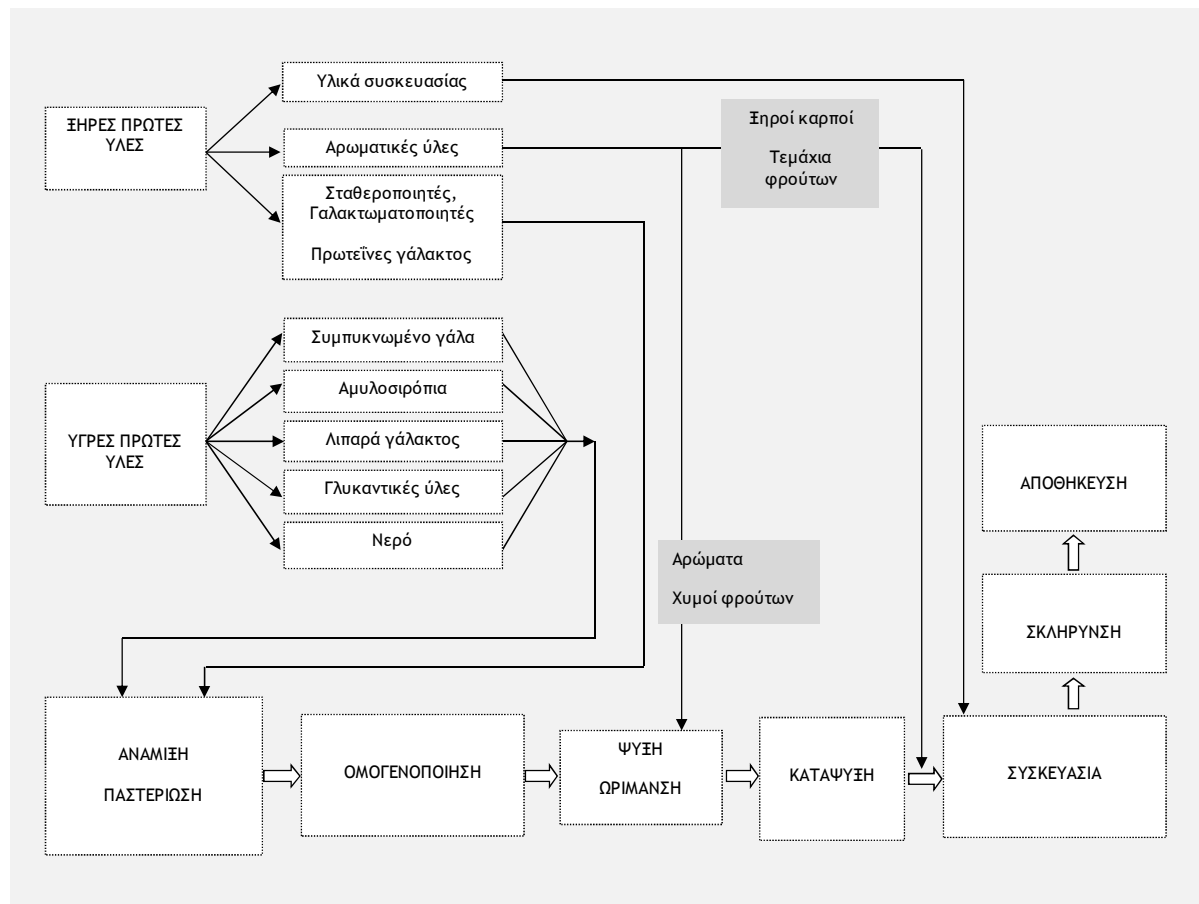 Υλικά συσκευασίας
ΞΗΡΕΣ ΠΡΩΤΕΣ
ΥΛΕΣ
Αρωματικές ύλες
Ξηροί καρποί
Τεμάχια
φρούτων
Σταθεροποιητές,
Γαλακτωματοποιητές
Πρωτεΐνες γάλακτος
Συμπυκνωμένο γάλα
Αμυλοσιρόπια
ΥΓΡΕΣ ΠΡΩΤΕΣ
ΥΛΕΣ
Λιπαρά γάλακτος
Γλυκαντικές ύλες
Νερό
Αρώματα
Χυμοί φρούτων
ΑΠΟΘΗΚΕΥΣΗ
ΣΚΛΗΡΥΝΣΗ
ΑΝΑΜΙΞΗ
ΠΑΣΤΕΡΙΩΣΗ
ΟΜΟΓΕΝΟΠΟΙΗΣΗ
ΨΥΞΗ
ΩΡΙΜΑΝΣΗ
ΚΑΤΑΨΥΞΗ
ΣΥΣΚΕΥΑΣΙΑ